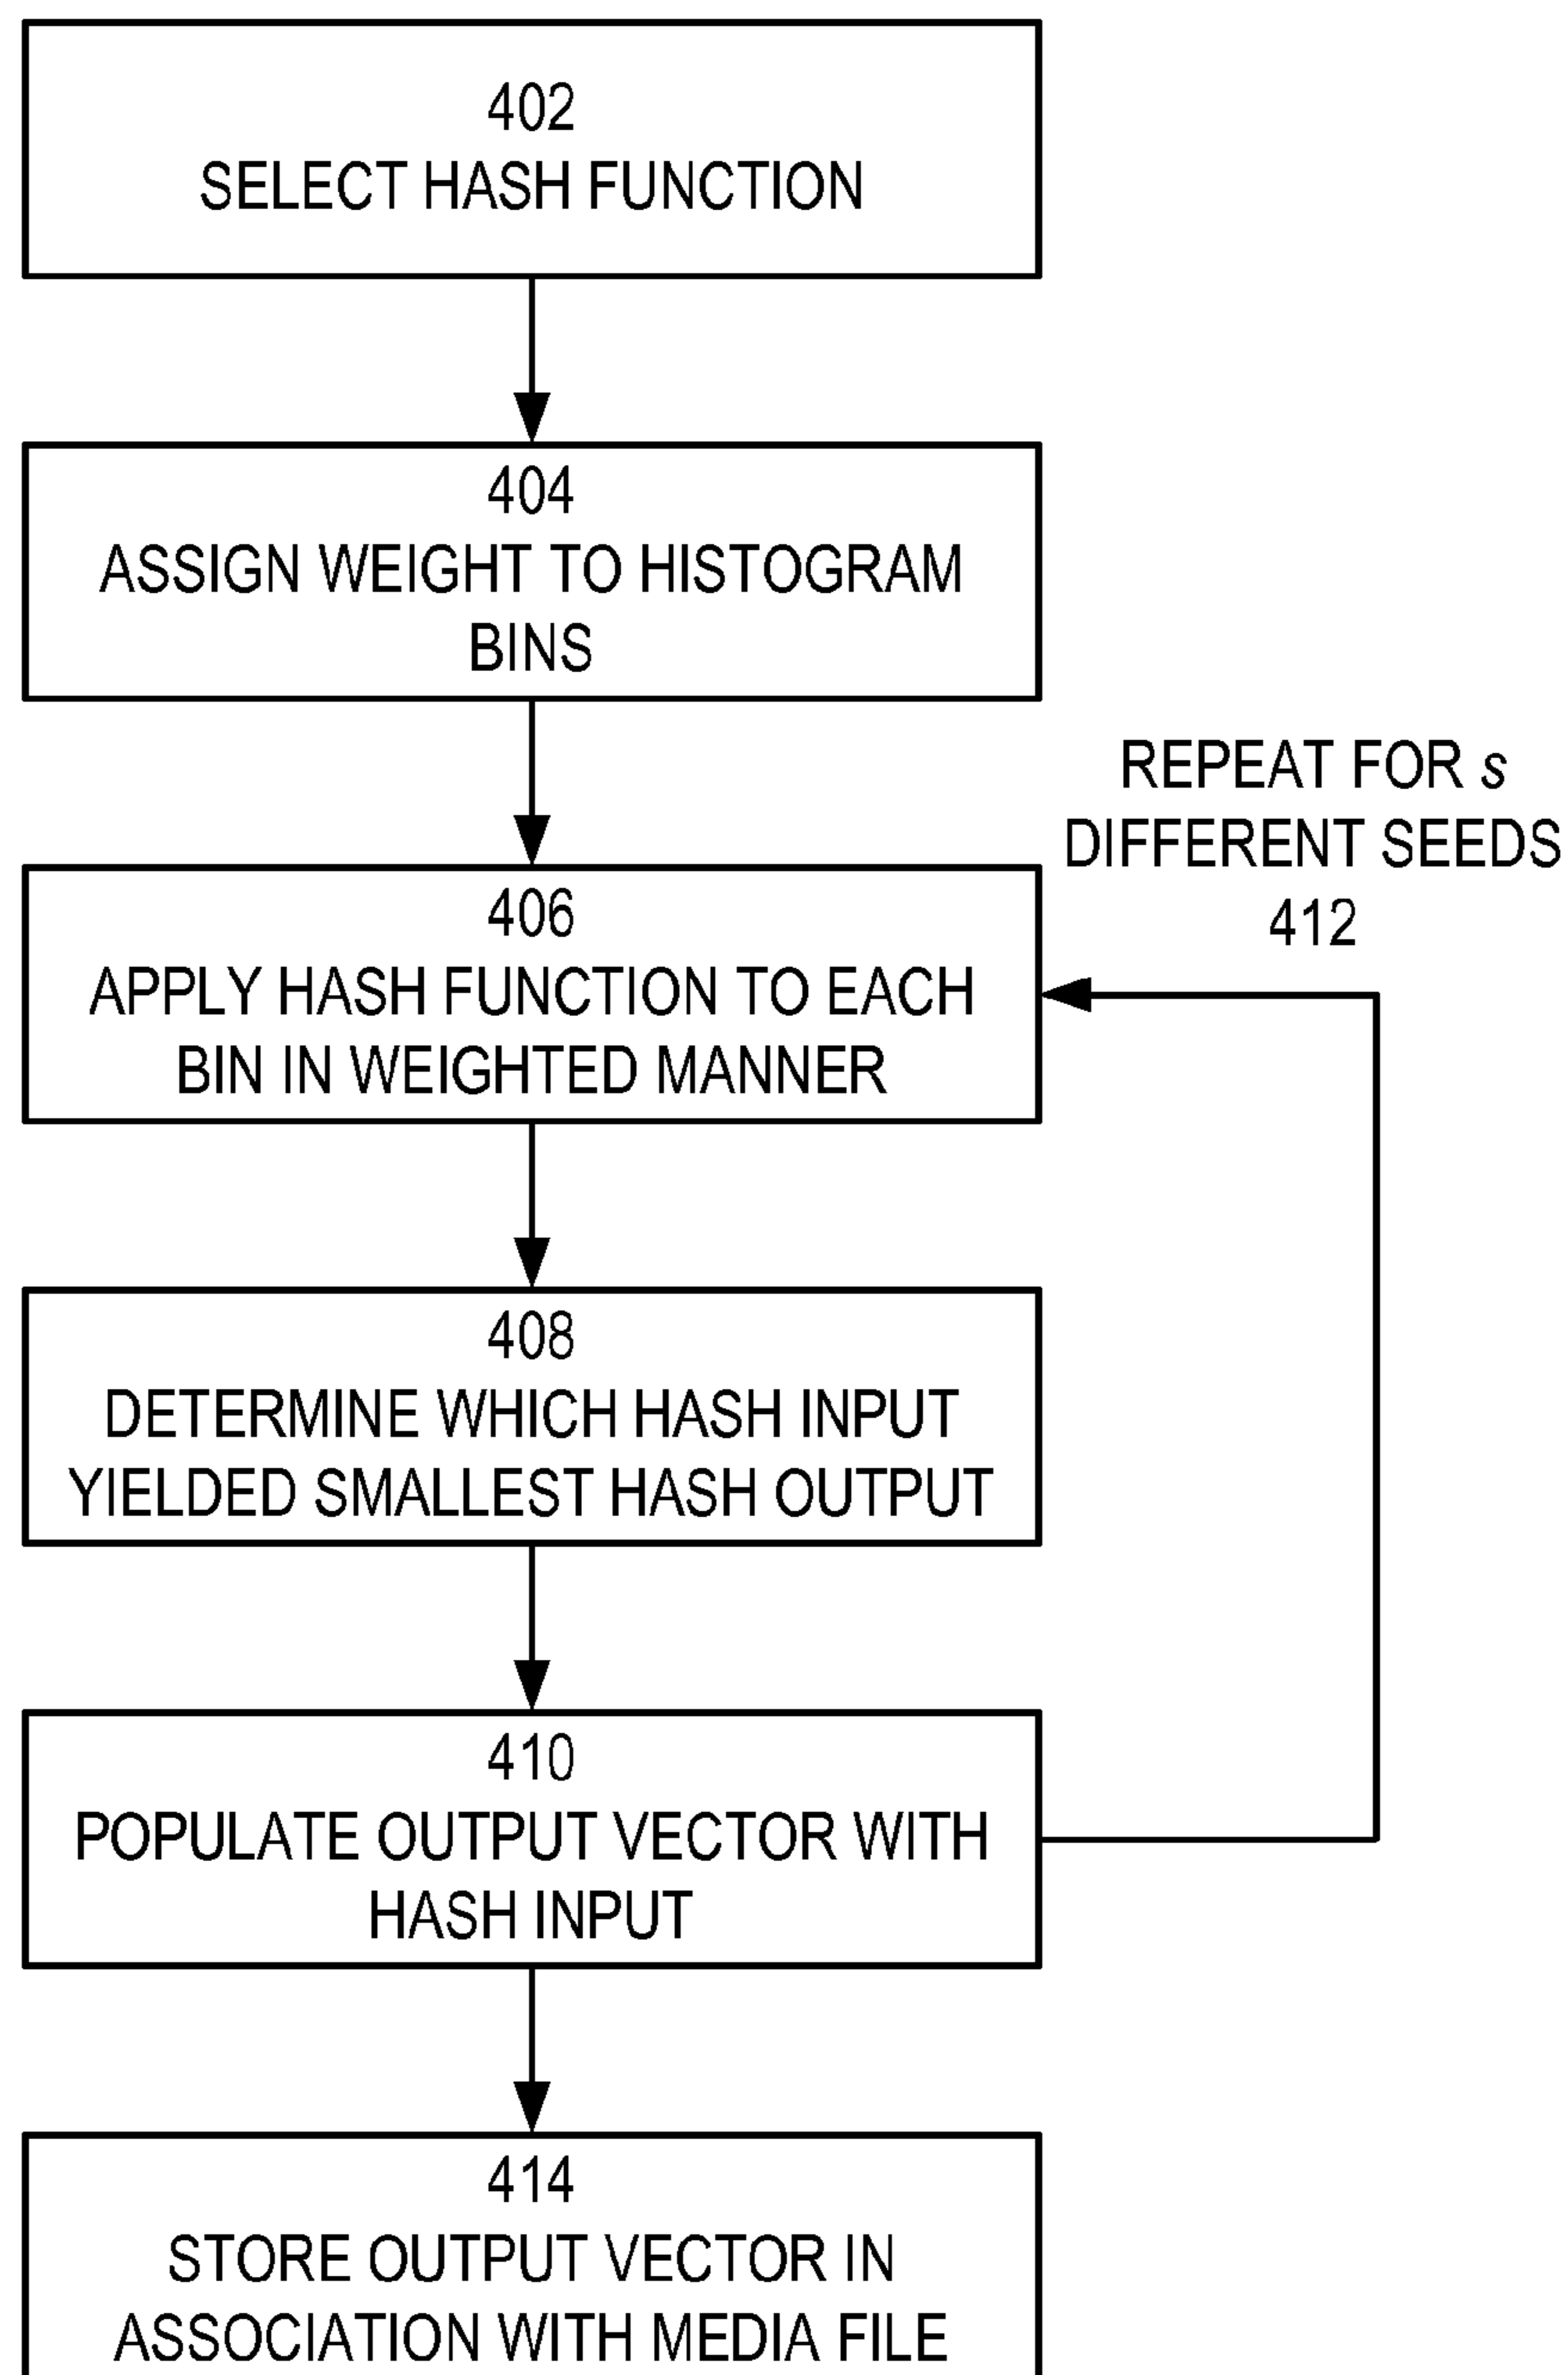 402
SELECT HASH FUNCTION
404
ASSIGN WEIGHT TO HISTOGRAM
BINS
REPEAT FOR s
DIFFERENT SEEDS
412
406
APPLY HASH FUNCTION TO EACH
BIN IN WEIGHTED MANNER
408
DETERMINE WHICH HASH INPUT
YIELDED SMALLEST HASH OUTPUT
410
POPULATE OUTPUT VECTOR WITH
HASH INPUT
414
STORE OUTPUT VECTOR IN
ASSOCIATION WITH MEDIA FILE